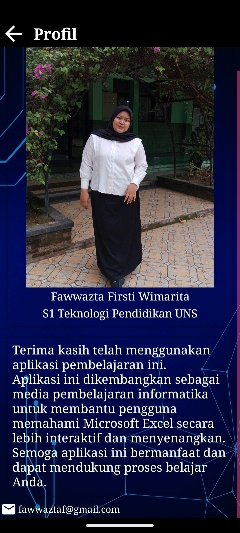 Profil
Fawwazta Firsti Wimarita
S1 Teknologi Pendidikan UNS
Terima kasih telah menggunakan
aplikasi pembelajaran ini.
Aplikasi ini dikembangkan sebagai
media pembelajaran informatika
untuk membantu pengguna
memahami Microsoft Excel secara
lebih interaktif dan menyenangkan.
Semoga aplikasi ini bermanfaat dan
dapat mendukung proses belajar
Anda.
fawwaztaf@gmail.com